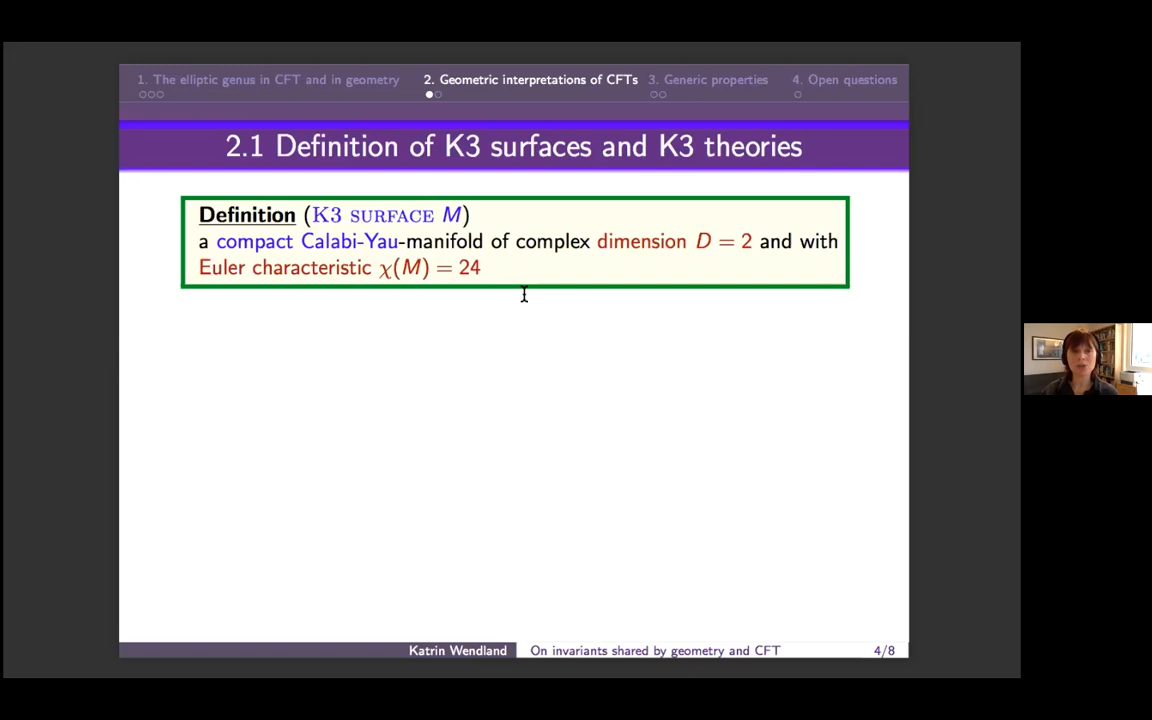 1. The elliptic genus in CFT and in geometry 2. Geometric interpretations of CFTs 3. Generic properties 4. Open questions
2.1 Definition of K3 surfaces and K3 theories
Definition (K3 SURFACE M)
a compact Calabi-Yau-manifold of complex dimension D = 2 and with
Euler characteristic χ(M) = 24
Katrin Wendland On invariants shared by geometry and CFT 4/8